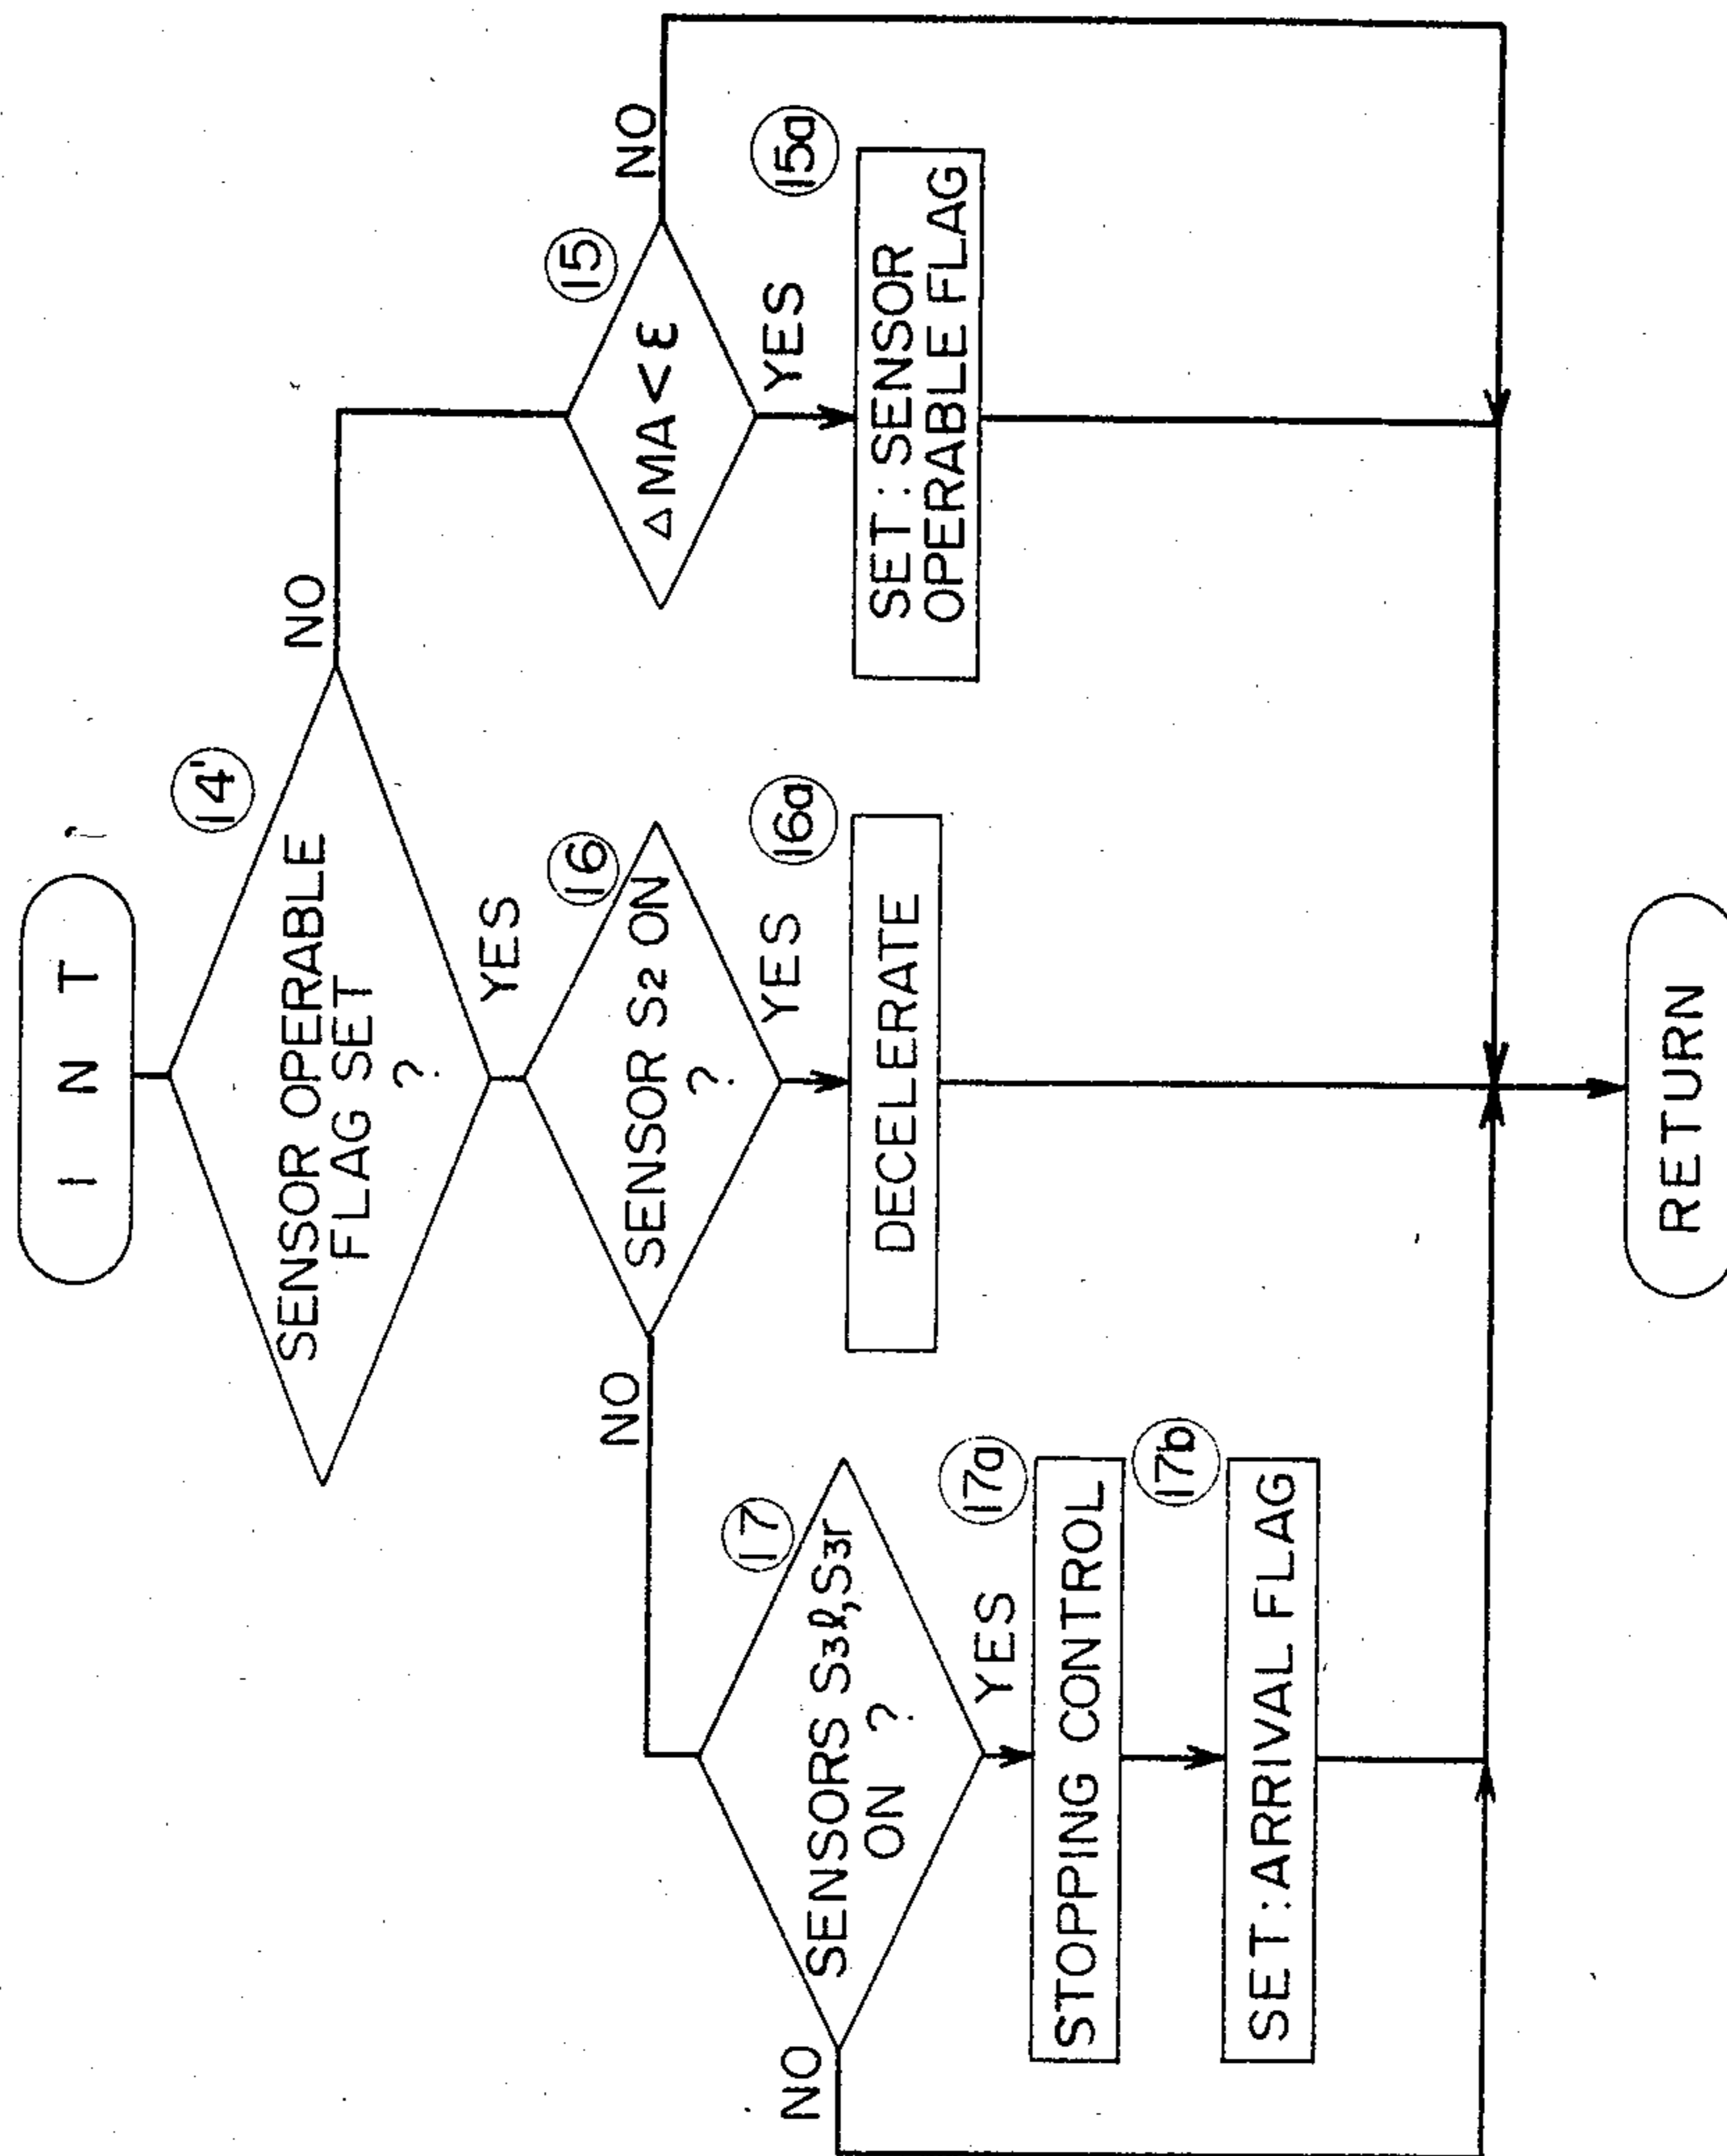 I N T
14'
SENSOR OPERABLE
FLAG SET
?
NO
YES
16
SENSOR S2 ON
?
NO
YES
16a
DECELERATE
15
△MA<ε
NO
YES
15a
SET: SENSOR
OPERABLE FLAG
17
SENSORS S3ℓ,S3r
ON ?
NO
YES
17a
STOPPING CONTROL
17b
SET:ARRIVAL FLAG
RETURN